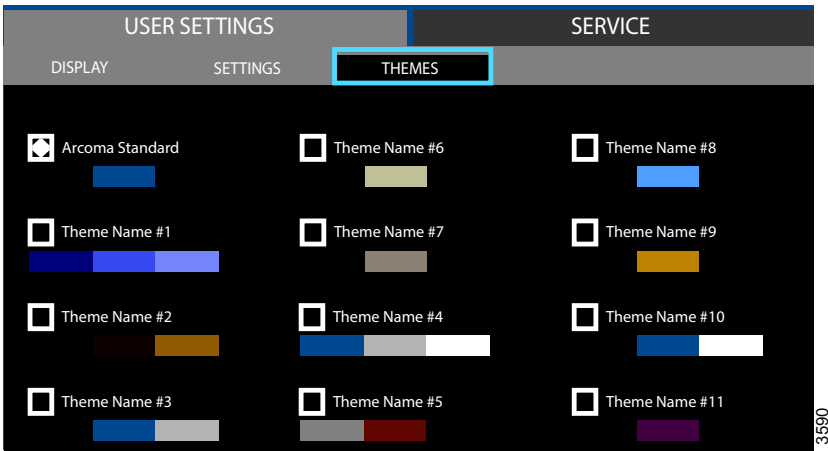 USER SETTINGS SERVICE
DISPLAY SETTINGS THEMES
Arcoma Standard Theme Name #6 Theme Name #8
Theme Name #1 Theme Name #7 Theme Name #9
Theme Name #2 Theme Name #4 Theme Name #10
Theme Name #3 Theme Name #5 Theme Name #11
3590